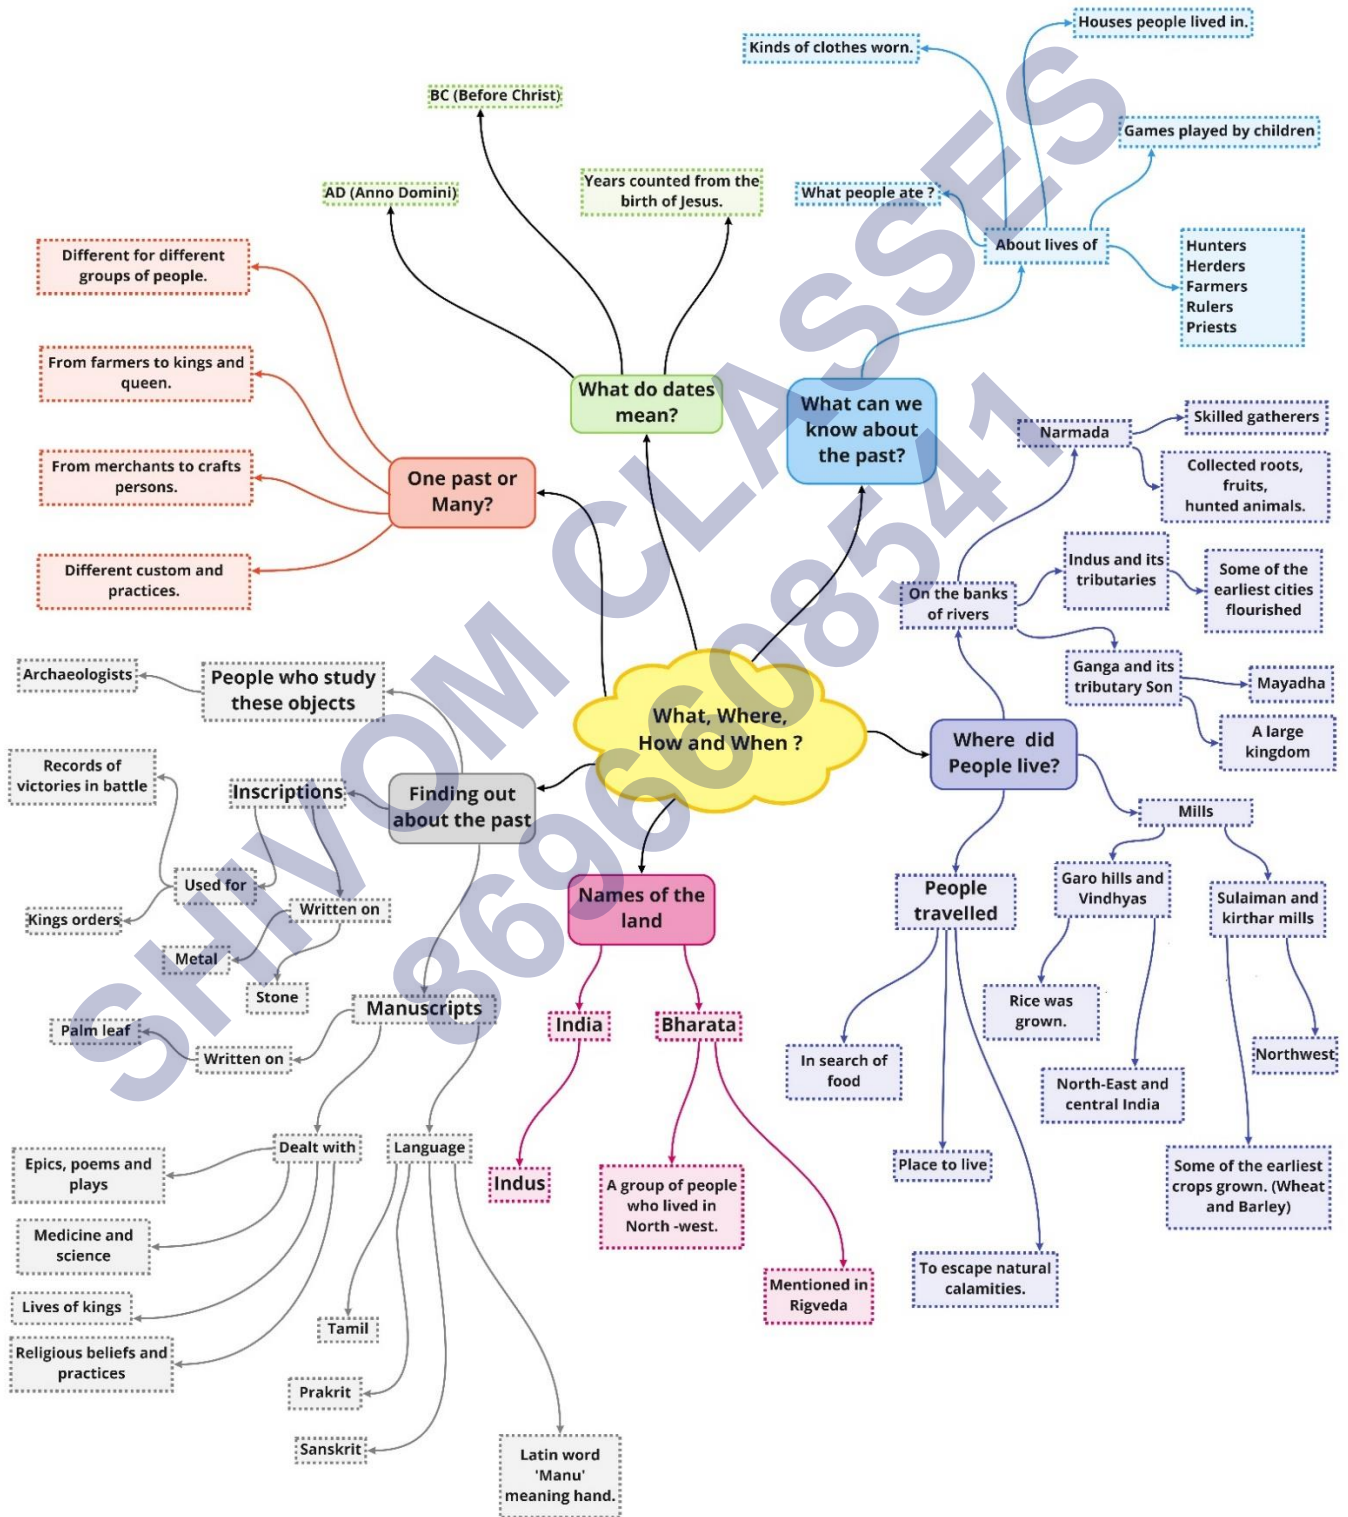 What, Where,
How and When ?
What can we
know about
the past?
About lives of
What people ate ?
Kinds of clothes worn.
Houses people lived in.
Games played by children
Hunters
Herders
Farmers
Rulers
Priests
What do dates
mean?
AD (Anno Domini)
BC (Before Christ)
Years counted from the
birth of Jesus.
One past or
Many?
Different for different
groups of people.
From farmers to kings and
queen.
From merchants to crafts
persons.
Different custom and
practices.
Where did
People live?
On the banks
of rivers
Narmada
Skilled gatherers
Collected roots,
fruits,
hunted animals.
Indus and its
tributaries
Some of the
earliest cities
flourished
Ganga and its
tributary Son
Mayadha
A large
kingdom
Mills
Garo hills and
Vindhyas
Rice was
grown.
North-East and
central India
Sulaiman and
kirthar mills
Northwest
Some of the earliest
crops grown. (Wheat
and Barley)
People
travelled
In search of
food
Place to live
To escape natural
calamities.
Names of the
land
India
Indus
Bharata
A group of people
who lived in
North -west.
Mentioned in
Rigveda
Finding out
about the past
People who study
these objects
Archaeologists
Inscriptions
Used for
Records of
victories in battle
Kings orders
Written on
Metal
Stone
Manuscripts
Written on
Palm leaf
Dealt with
Epics, poems and
plays
Medicine and
science
Lives of kings
Religious beliefs and
practices
Language
Tamil
Prakrit
Sanskrit
Latin word
'Manu'
meaning hand.
SHIVOM CLASSES
8696608541